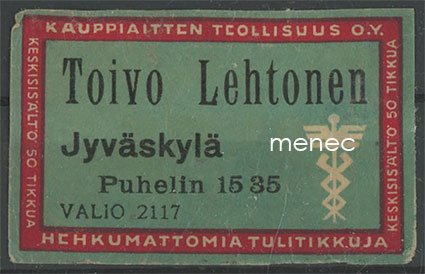 KAUPPIAITTEN TEOLLISUUS O.Y.
KESKISISÄLTÖ 50 TIKKUA
Toivo Lehtonen
Jyväskylä
menec
Puhelin 15 35
VALIO 2117
KESKISISÄLTÖ 50 TIKKUA
HEHKUMATTOMIA TULITIKKUJA